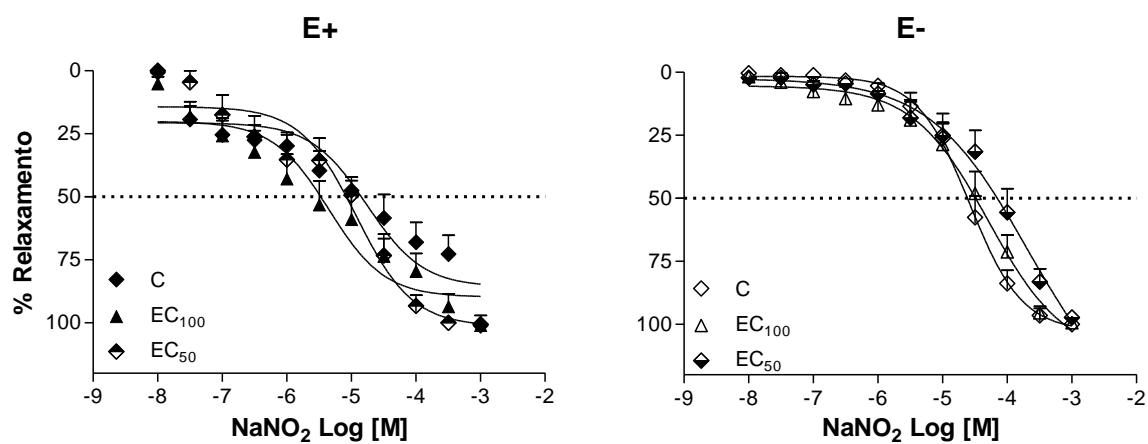 E+
0
25
50
75
100
% Relaxamento
C
EC₁₀₀
EC₅₀
-9 -8 -7 -6 -5 -4 -3 -2
NaNO₂ Log [M]
E-
0
25
50
75
100
C
EC₁₀₀
EC₅₀
-9 -8 -7 -6 -5 -4 -3 -2
NaNO₂ Log [M]